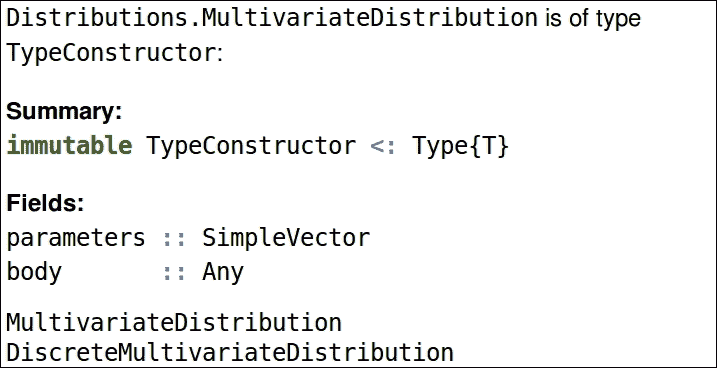 Distributions.MultivariateDistribution is of type
TypeConstructor:
Summary:
immutable TypeConstructor <: Type{T}
Fields:
parameters :: SimpleVector
body       :: Any
MultivariateDistribution
DiscreteMultivariateDistribution